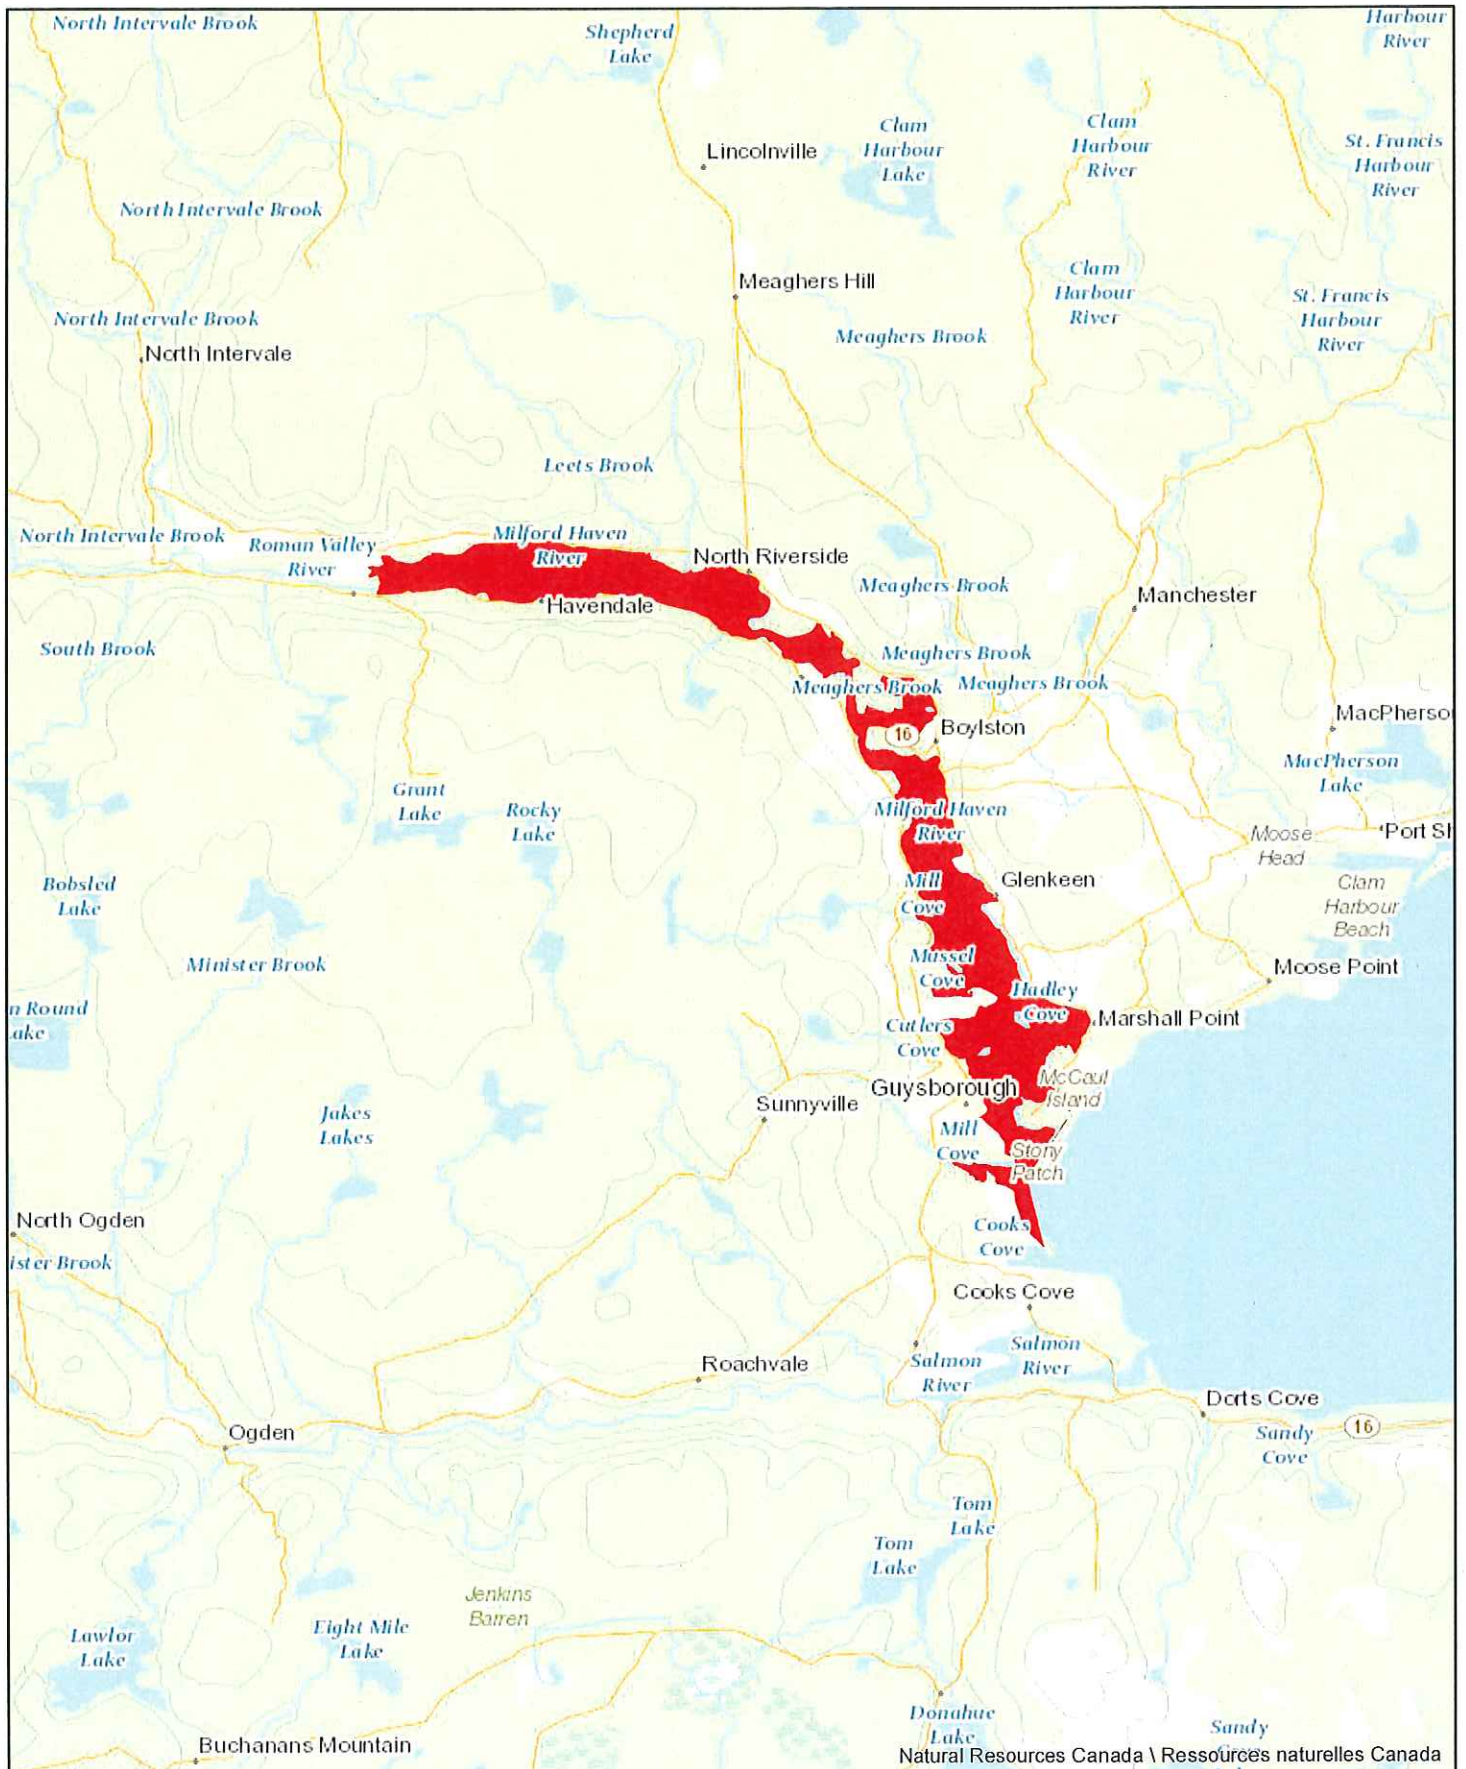 North Intervale Brook
Shepherd
Lake
Harbour
River
Lincolnville
Clam
Harbour
Lake
Clam
Harbour
River
St. Francis
Harbour
River
North Intervale Brook
Meaghers Hill
Clam
Harbour
River
St. Francis
Harbour
River
North Intervale Brook
North Intervale
Meaghers Brook
Leets Brook
North Intervale Brook
Roman Valley
River
Milford Haven
River
North Riverside
Havendale
Meaghers Brook
Manchester
South Brook
Meaghers Brook
Meaghers Brook
Meaghers Brook
16
Boylston
MacPherso
MacPherson
Lake
Grant
Lake
Rocky
Lake
Milford Haven
River
Moose
Head
Port Sh
Bobsled
Lake
Mill
Cove
Glenkeen
Clam
Harbour
Beach
Minister Brook
Mussel
Cove
Moose Point
n Round
ake
Hadley
Cove
Marshall Point
Cutlers
Cove
Guysborough
McCaul
Island
Jakes
Lakes
Sunnyville
Mill
Cove
Stony
Patch
North Ogden
ister Brook
Cooks
Cove
Cooks Cove
Salmon
River
Salmon
River
Roachvale
Dorts Cove
Sandy
Cove
16
Ogden
Tom
Lake
Tom
Lake
Jenkins
Barren
Lawlor
Lake
Eight Mile
Lake
Donahue
Lake
Sandy
Buchanans Mountain
Natural Resources Canada \ Ressources naturelles Canada